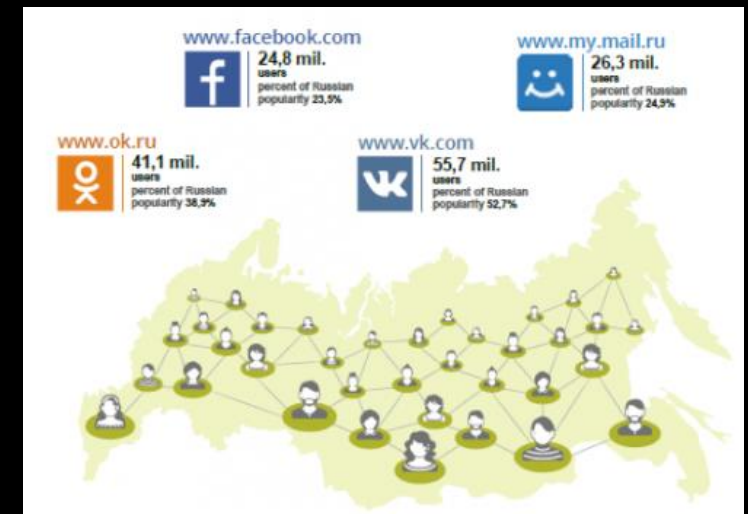 www.facebook.com
24,8 mil.
users
percent of Russian
popularity 23,5%
www.my.mail.ru
26,3 mil.
users
percent of Russian
popularity 24,9%
www.ok.ru
41,1 mil.
users
percent of Russian
popularity 38,9%
www.vk.com
55,7 mil.
users
percent of Russian
popularity 52,7%